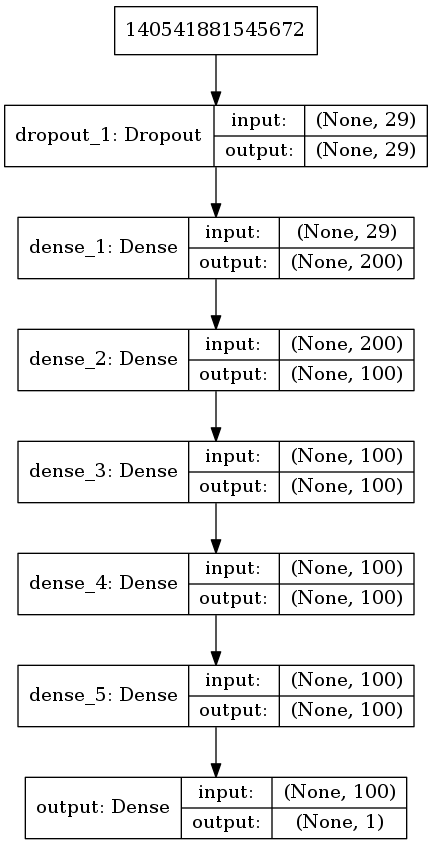 140541881545672
dropout_1: Dropout
input: (None, 29)
output: (None, 29)
dense_1: Dense
input: (None, 29)
output: (None, 200)
dense_2: Dense
input: (None, 200)
output: (None, 100)
dense_3: Dense
input: (None, 100)
output: (None, 100)
dense_4: Dense
input: (None, 100)
output: (None, 100)
dense_5: Dense
input: (None, 100)
output: (None, 100)
output: Dense
input: (None, 100)
output: (None, 1)